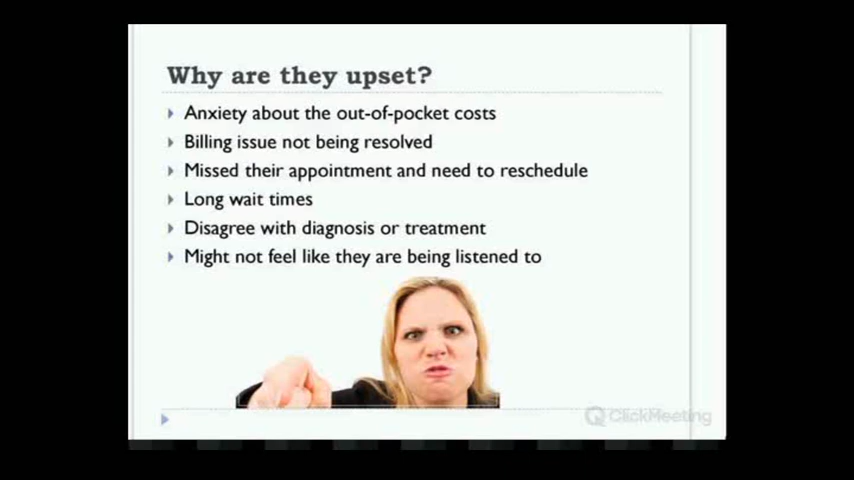 Why are they upset?
Anxiety about the out-of-pocket costs
Billing issue not being resolved
Missed their appointment and need to reschedule
Long wait times
Disagree with diagnosis or treatment
Might not feel like they are being listened to
ClickMeeting